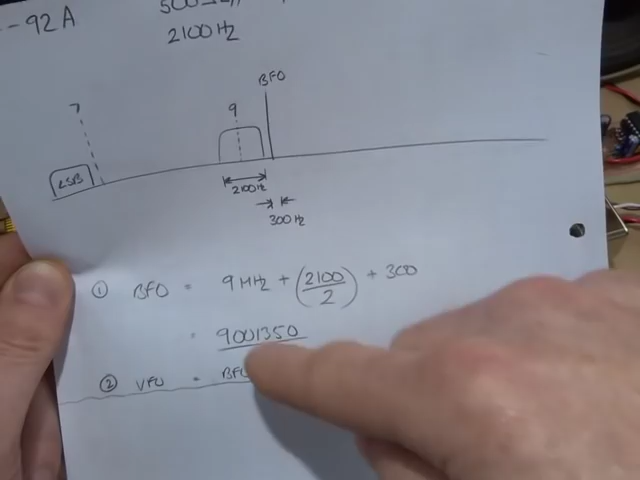 --92A
2100Hz
BFO
7
9
LSB
2100Hz
300Hz
① BFO = 9MHz + (2100/2) + 300
= 9001350
② VFO = BFO